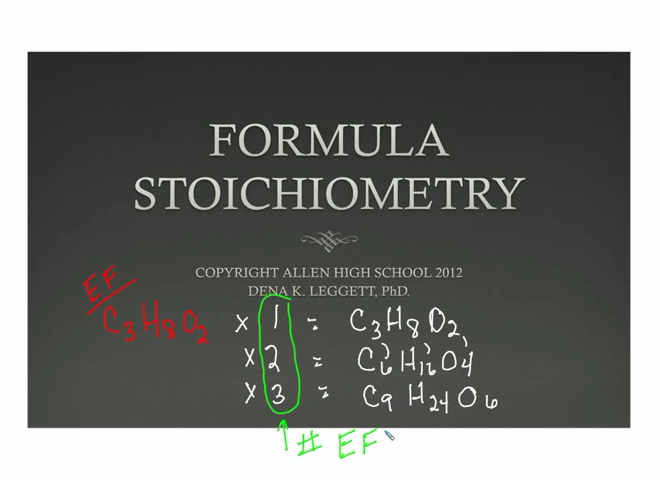 FORMULA
STOICHIOMETRY
COPYRIGHT ALLEN HIGH SCHOOL 2012
DENA K. LEGGETT, PhD.
EF
C3H8O2 x 1 = C3H8O2
x 2 = C6H16O4
x 3 = C9H24O6
↑ # EF